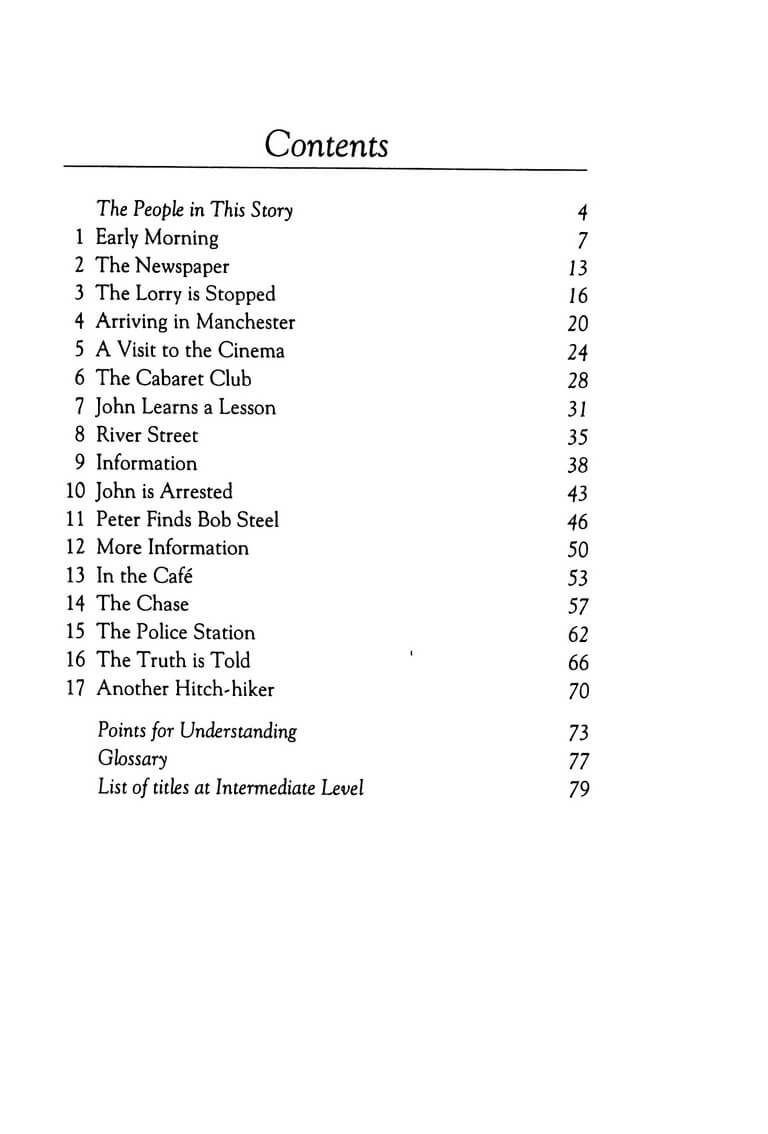 Contents
The People in This Story 4
1 Early Morning 7
2 The Newspaper 13
3 The Lorry is Stopped 16
4 Arriving in Manchester 20
5 A Visit to the Cinema 24
6 The Cabaret Club 28
7 John Learns a Lesson 31
8 River Street 35
9 Information 38
10 John is Arrested 43
11 Peter Finds Bob Steel 46
12 More Information 50
13 In the Café 53
14 The Chase 57
15 The Police Station 62
16 The Truth is Told 66
17 Another Hitch-hiker 70
Points for Understanding 73
Glossary 77
List of titles at Intermediate Level 79